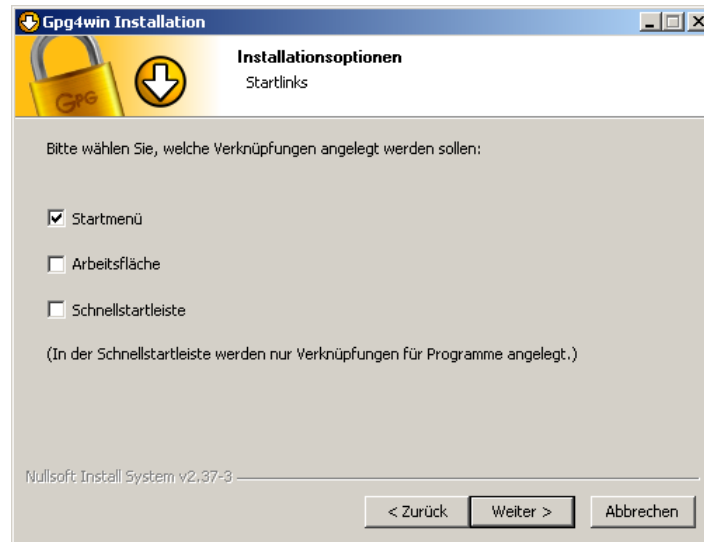 Gpg4win Installation
GPG
Installationsoptionen
Startlinks
Bitte wählen Sie, welche Verknüpfungen angelegt werden sollen:
Startmenü
Arbeitsfläche
Schnellstartleiste
(In der Schnellstartleiste werden nur Verknüpfungen für Programme angelegt.)
Nullsoft Install System v2.37-3
< Zurück
Weiter >
Abbrechen